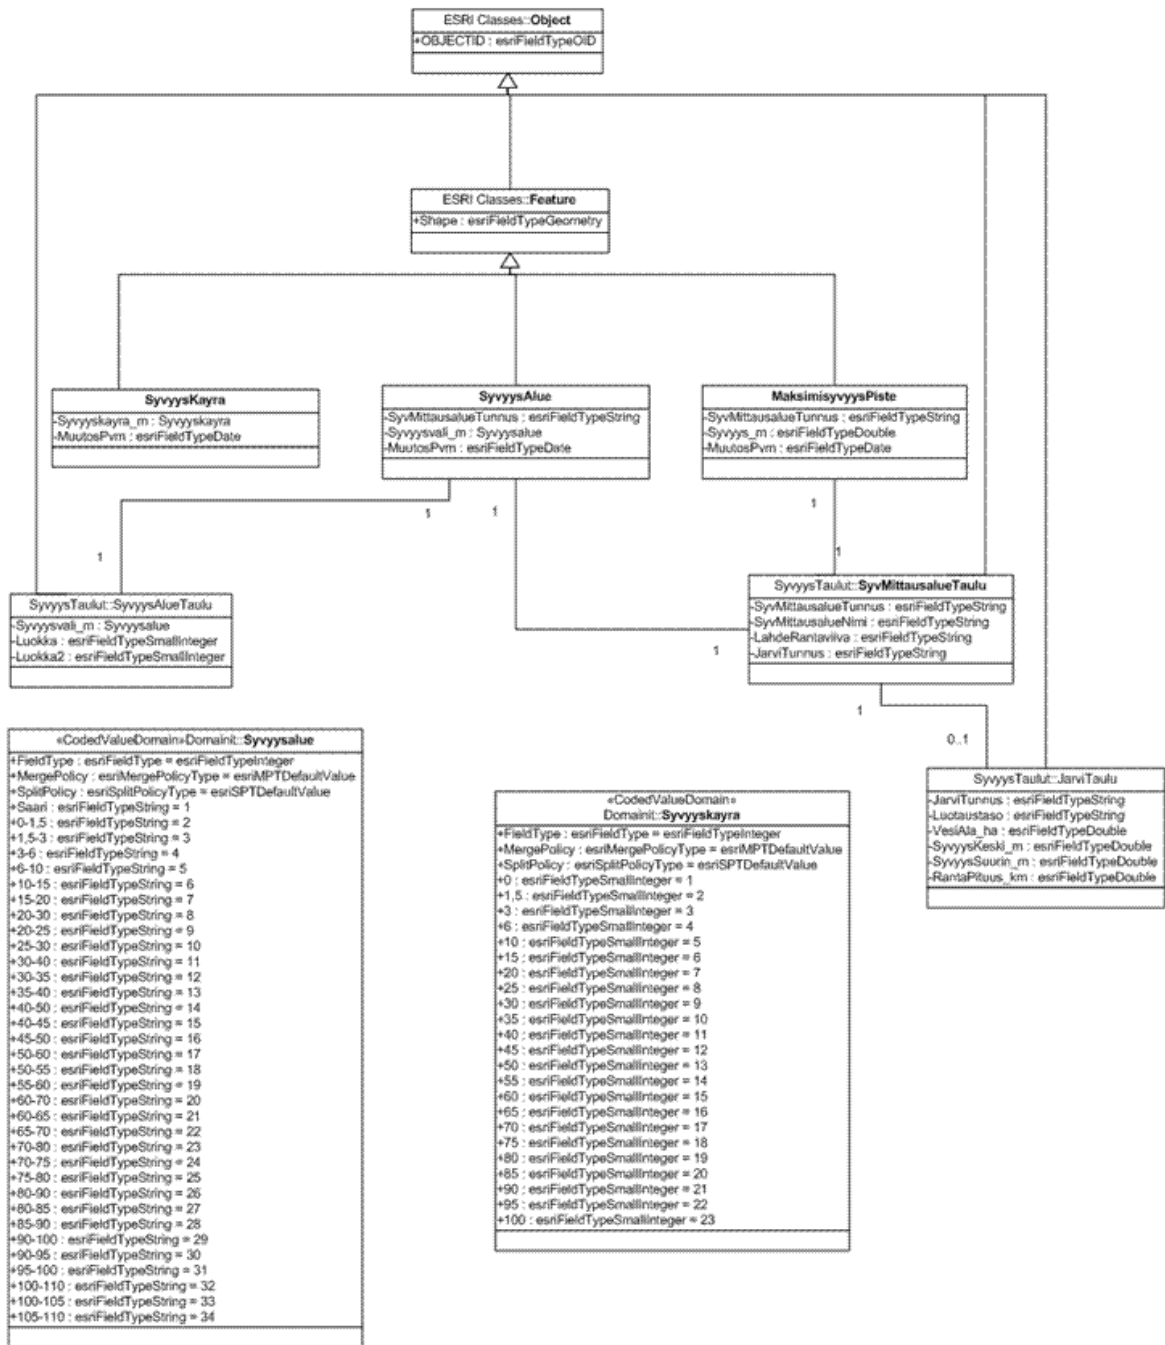 ESRI Classes::Object
+OBJECTID : esriFieldTypeOID
ESRI Classes::Feature
+Shape : esriFieldTypeGeometry
SyvyysKayra
-Syvyyskayra_m : Syvyyskayra
-MuutosPvm : esriFieldTypeDate
SyvyysAlue
-SyvMittausalueTunnus : esriFieldTypeString
-Syvyysvali_m : Syvyysalue
-MuutosPvm : esriFieldTypeDate
MaksimisyvyysPiste
-SyvMittausalueTunnus : esriFieldTypeString
-Syvyys_m : esriFieldTypeDouble
-MuutosPvm : esriFieldTypeDate
1
1
1
1
1
1
SyvyysTaulut::SyvyysAlueTaulu
-Syvyysvali_m : Syvyysalue
-Luokka : esriFieldTypeSmallInteger
-Luokka2 : esriFieldTypeSmallInteger
SyvyysTaulut::SyvMittausalueTaulu
-SyvMittausalueTunnus : esriFieldTypeString
-SyvMittausalueNimi : esriFieldTypeString
-LahdeRantaviiva : esriFieldTypeString
-JarviTunnus : esriFieldTypeString
1
0..1
SyvyysTaulut::JarviTaulu
-JarviTunnus : esriFieldTypeString
-Luotaustaso : esriFieldTypeString
-VesiAla_ha : esriFieldTypeDouble
-SyvyysKeski_m : esriFieldTypeDouble
-SyvyysSuurin_m : esriFieldTypeDouble
-RantaPituus_km : esriFieldTypeDouble
«CodedValueDomain»Domainit::Syvyysalue
+FieldType : esriFieldType = esriFieldTypeInteger
+MergePolicy : esriMergePolicyType = esriMPTDefaultValue
+SplitPolicy : esriSplitPolicyType = esriSPTDefaultValue
+Saari : esriFieldTypeString = 1
+0-1,5 : esriFieldTypeString = 2
+1,5-3 : esriFieldTypeString = 3
+3-6 : esriFieldTypeString = 4
+6-10 : esriFieldTypeString = 5
+10-15 : esriFieldTypeString = 6
+15-20 : esriFieldTypeString = 7
+20-30 : esriFieldTypeString = 8
+20-25 : esriFieldTypeString = 9
+25-30 : esriFieldTypeString = 10
+30-40 : esriFieldTypeString = 11
+30-35 : esriFieldTypeString = 12
+35-40 : esriFieldTypeString = 13
+40-50 : esriFieldTypeString = 14
+40-45 : esriFieldTypeString = 15
+45-50 : esriFieldTypeString = 16
+50-60 : esriFieldTypeString = 17
+50-55 : esriFieldTypeString = 18
+55-60 : esriFieldTypeString = 19
+60-70 : esriFieldTypeString = 20
+60-65 : esriFieldTypeString = 21
+65-70 : esriFieldTypeString = 22
+70-80 : esriFieldTypeString = 23
+70-75 : esriFieldTypeString = 24
+75-80 : esriFieldTypeString = 25
+80-90 : esriFieldTypeString = 26
+80-85 : esriFieldTypeString = 27
+85-90 : esriFieldTypeString = 28
+90-100 : esriFieldTypeString = 29
+90-95 : esriFieldTypeString = 30
+95-100 : esriFieldTypeString = 31
+100-110 : esriFieldTypeString = 32
+100-105 : esriFieldTypeString = 33
+105-110 : esriFieldTypeString = 34
«CodedValueDomain»
Domainit::Syvyyskayra
+FieldType : esriFieldType = esriFieldTypeInteger
+MergePolicy : esriMergePolicyType = esriMPTDefaultValue
+SplitPolicy : esriSplitPolicyType = esriSPTDefaultValue
+0 : esriFieldTypeSmallInteger = 1
+1,5 : esriFieldTypeSmallInteger = 2
+3 : esriFieldTypeSmallInteger = 3
+6 : esriFieldTypeSmallInteger = 4
+10 : esriFieldTypeSmallInteger = 5
+15 : esriFieldTypeSmallInteger = 6
+20 : esriFieldTypeSmallInteger = 7
+25 : esriFieldTypeSmallInteger = 8
+30 : esriFieldTypeSmallInteger = 9
+35 : esriFieldTypeSmallInteger = 10
+40 : esriFieldTypeSmallInteger = 11
+45 : esriFieldTypeSmallInteger = 12
+50 : esriFieldTypeSmallInteger = 13
+55 : esriFieldTypeSmallInteger = 14
+60 : esriFieldTypeSmallInteger = 15
+65 : esriFieldTypeSmallInteger = 16
+70 : esriFieldTypeSmallInteger = 17
+75 : esriFieldTypeSmallInteger = 18
+80 : esriFieldTypeSmallInteger = 19
+85 : esriFieldTypeSmallInteger = 20
+90 : esriFieldTypeSmallInteger = 21
+95 : esriFieldTypeSmallInteger = 22
+100 : esriFieldTypeSmallInteger = 23